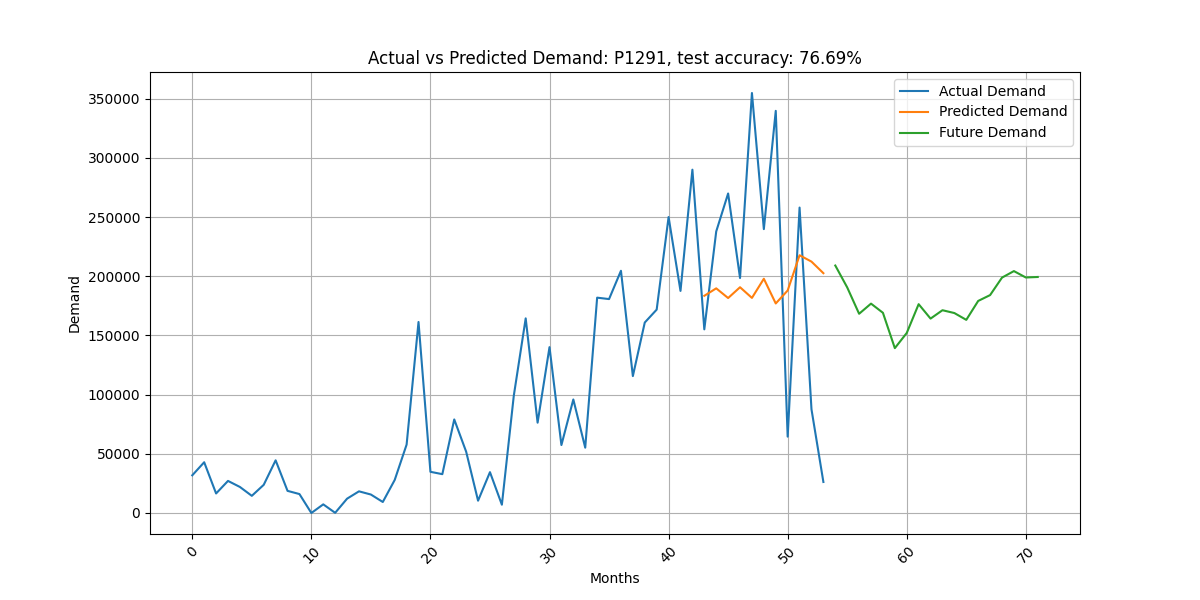 Actual vs Predicted Demand: P1291, test accuracy: 76.69%
Actual Demand
Predicted Demand
Future Demand
350000
300000
250000
200000
150000
100000
50000
0
Demand
0
10
20
30
40
50
60
70
Months